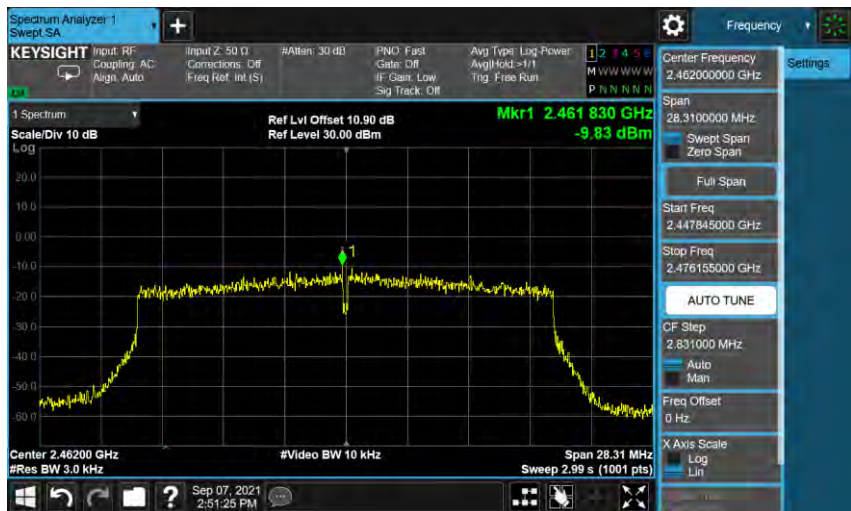 Spectrum Analyzer 1
Swept SA
Frequency
KEYSIGHT
Input: RF
Coupling: AC
Align: Auto
Input Z: 50 Ω
Corrections: Off
Freq Ref: Int (S)
#Atten: 30 dB
PNO: Fast
Gate: Off
IF Gain: Low
Sig Track: Off
Avg Type: Log-Power
Avg|Hold:>1/1
Trig: Free Run
1 2 3 4 5 6
M W W W W W
P N N N N N
Settings
1 Spectrum
Scale/Div 10 dB
Log
Ref Lvl Offset 10.90 dB
Ref Level 30.00 dBm
Mkr1 2.461 830 GHz
-9.83 dBm
20.0
10.0
0.00
-10.0
-20.0
-30.0
-40.0
-50.0
-60.0
1
Center 2.46200 GHz
#Res BW 3.0 kHz
#Video BW 10 kHz
Span 28.31 MHz
Sweep 2.99 s (1001 pts)
Center Frequency
2.462000000 GHz
Span
28.3100000 MHz
Swept Span
Zero Span
Full Span
Start Freq
2.447845000 GHz
Stop Freq
2.476155000 GHz
AUTO TUNE
CF Step
2.831000 MHz
Auto
Man
Freq Offset
0 Hz
X Axis Scale
Log
Lin
?
Sep 07, 2021
2:51:25 PM